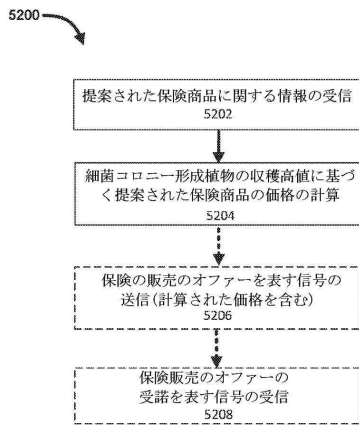 5200
提案された保険商品に関する情報の受信
5202
細菌コロニー形成植物の収穫高値に基づ
く提案された保険商品の価格の計算
5204
保険の販売のオファーを表す信号の
送信(計算された価格を含む)
5206
保険販売のオファーの
受諾を表す信号の受信
5208